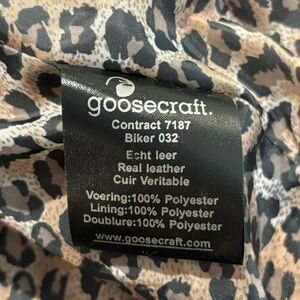 goosecraft.
Contract 7187
Biker 032
Echt leer
Real leather
Cuir Veritable
Voering:100% Polyester
Lining:100% Polyester
Doublure:100% Polyester
www.goosecraft.com